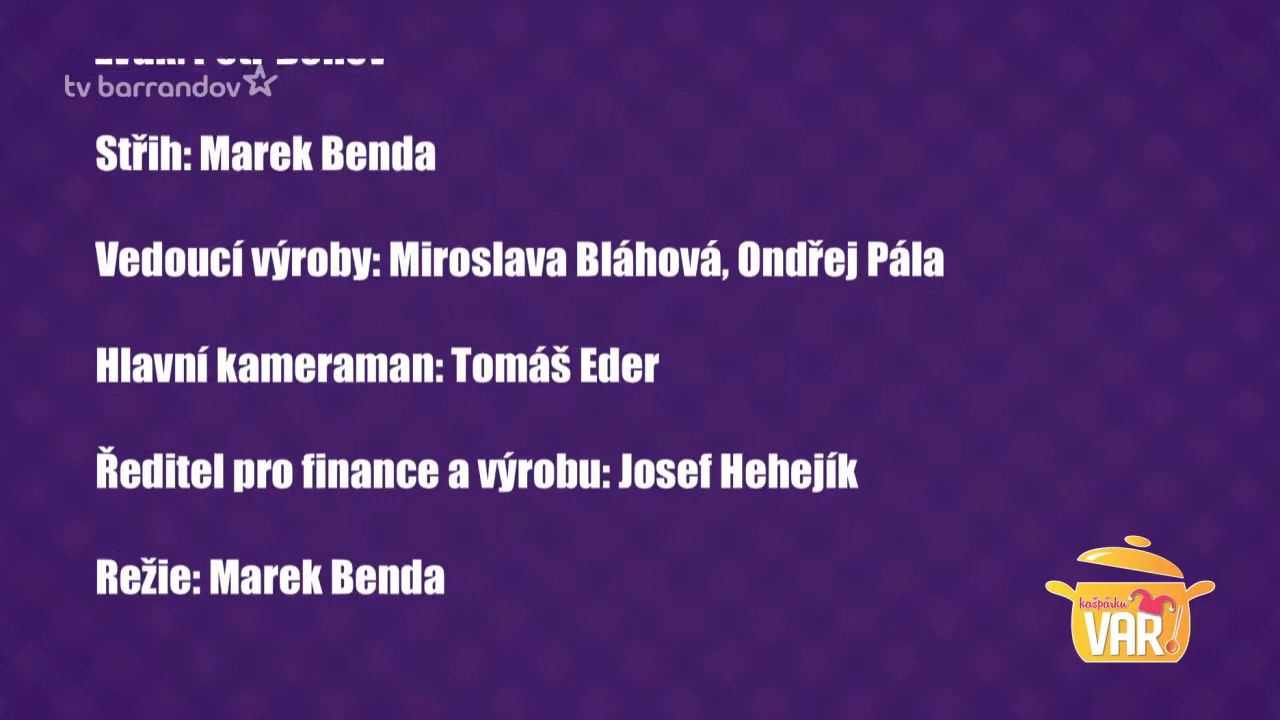 tv barrandov
Střih: Marek Benda
Vedoucí výroby: Miroslava Bláhová, Ondřej Pála
Hlavní kameraman: Tomáš Eder
Ředitel pro finance a výrobu: Josef Hehejík
Režie: Marek Benda
kašpárku
VAR!